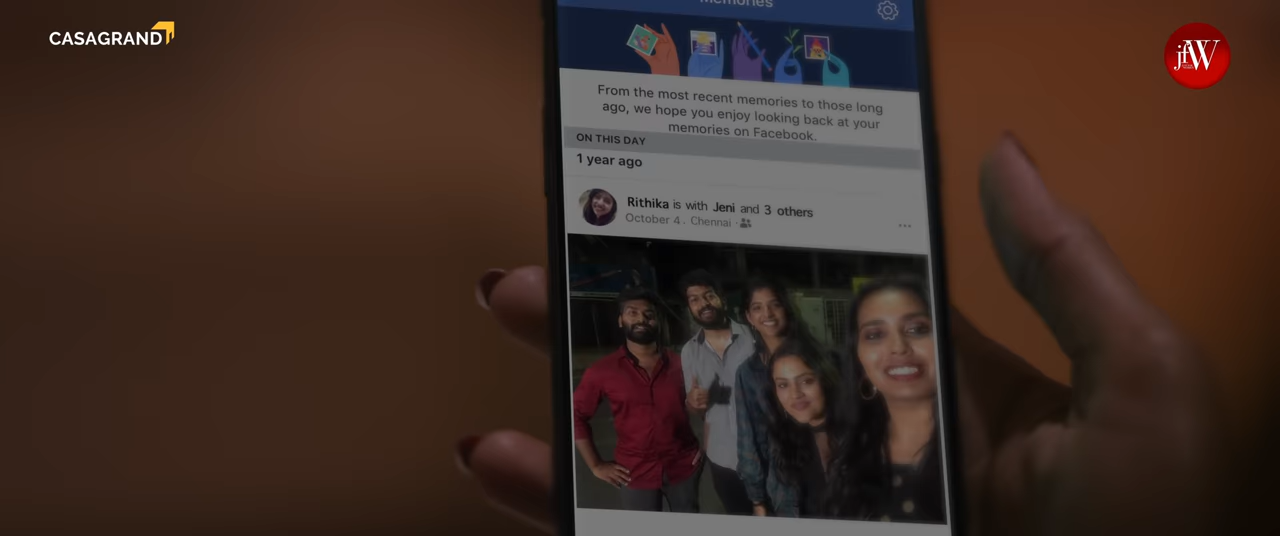 CASAGRAND
jfW
Memories
From the most recent memories to those long
ago, we hope you enjoy looking back at your
memories on Facebook.
ON THIS DAY
1 year ago
Rithika is with Jeni and 3 others
October 4 . Chennai ·